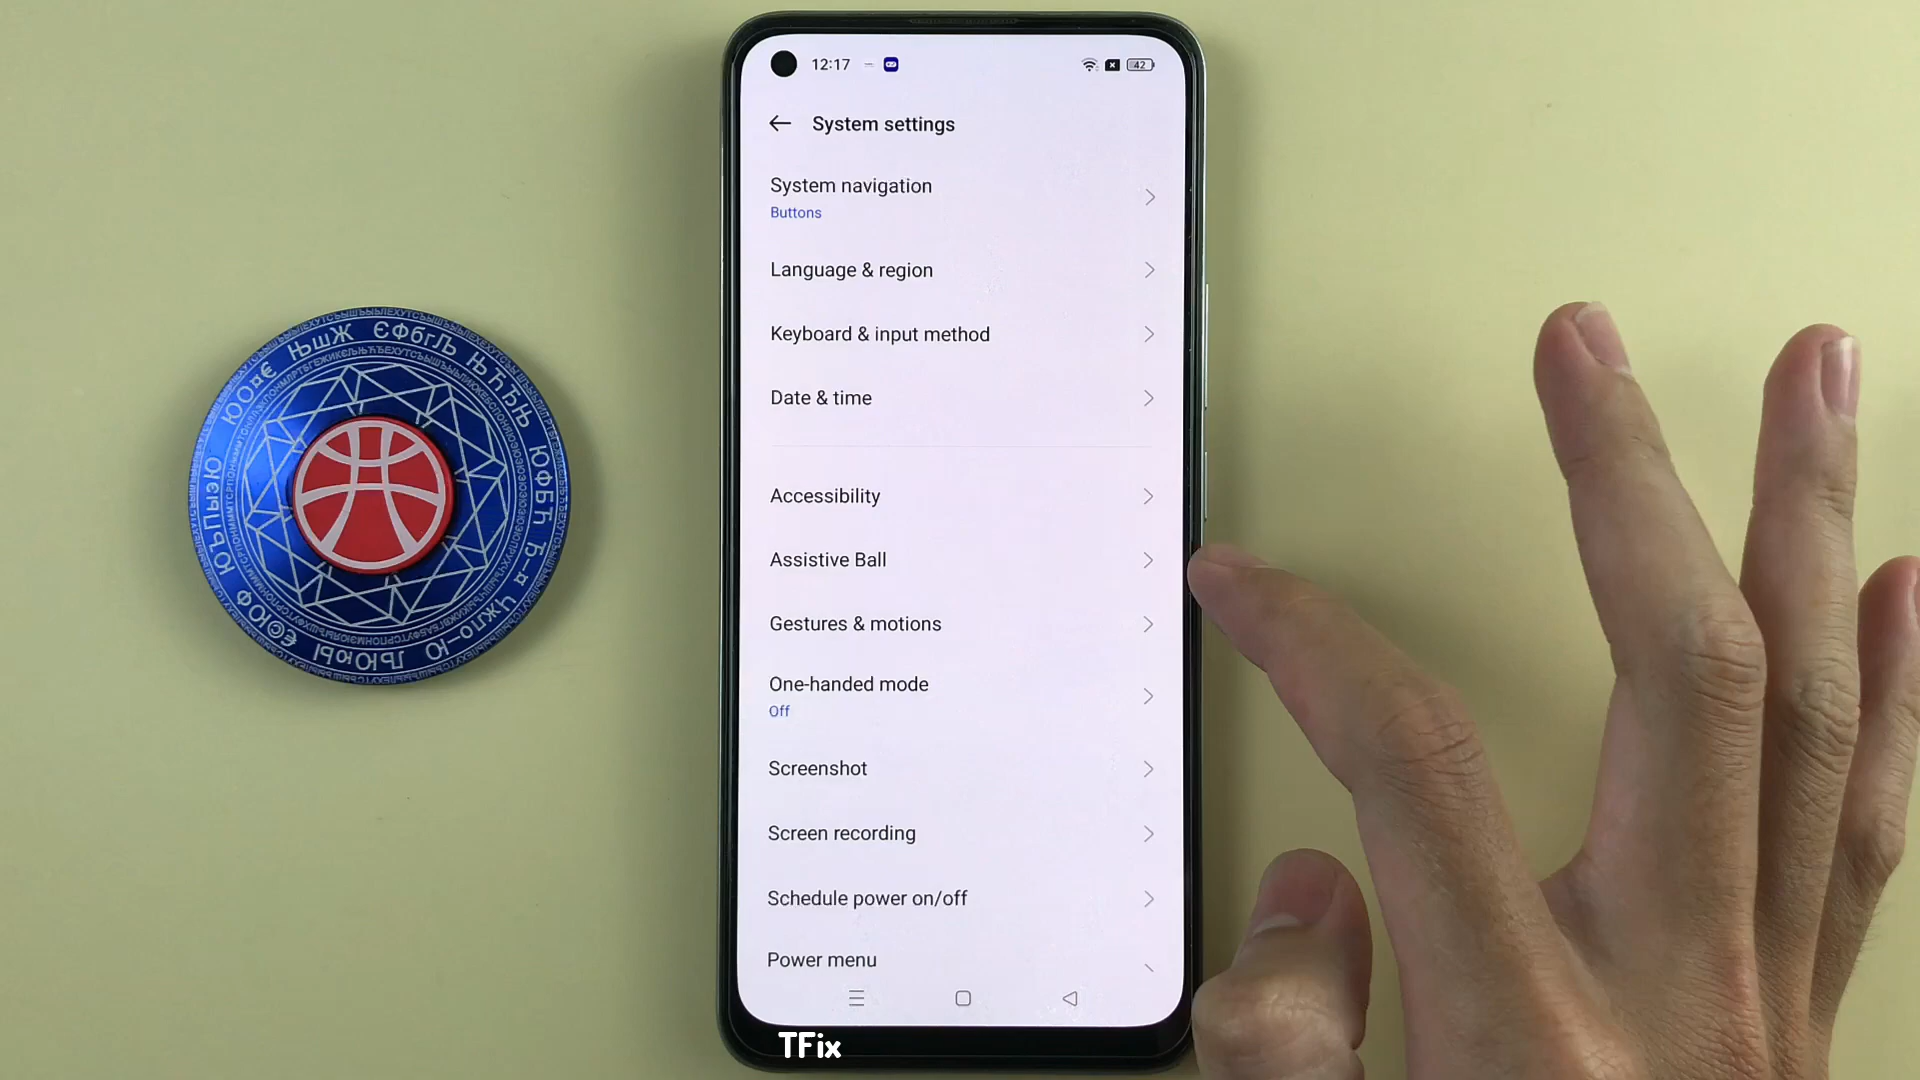 12:17
42
System settings
System navigation
Buttons
Language & region
Keyboard & input method
Date & time
Accessibility
Assistive Ball
Gestures & motions
One-handed mode
Off
Screenshot
Screen recording
Schedule power on/off
Power menu
TFix